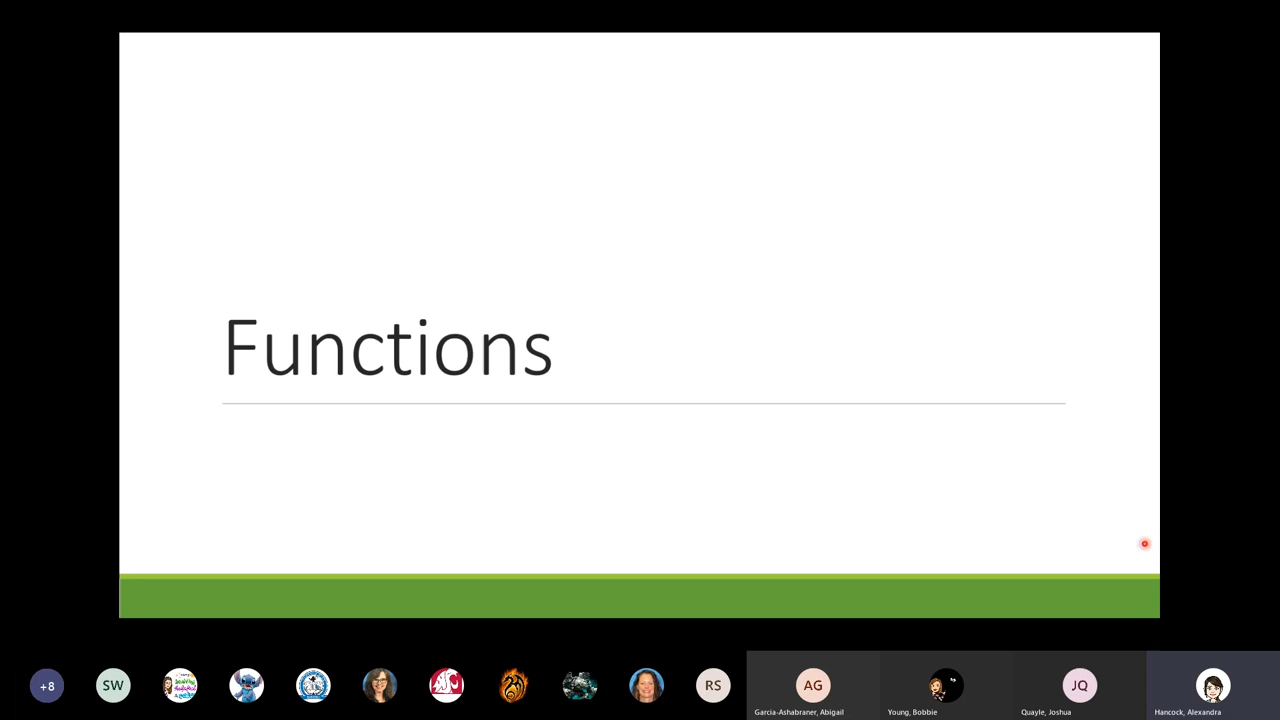 Functions
+8
SW
RS
AG
JQ
Garcia-Ashabraner, Abigail
Young, Bobbie
Quayle, Joshua
Hancock, Alexandra